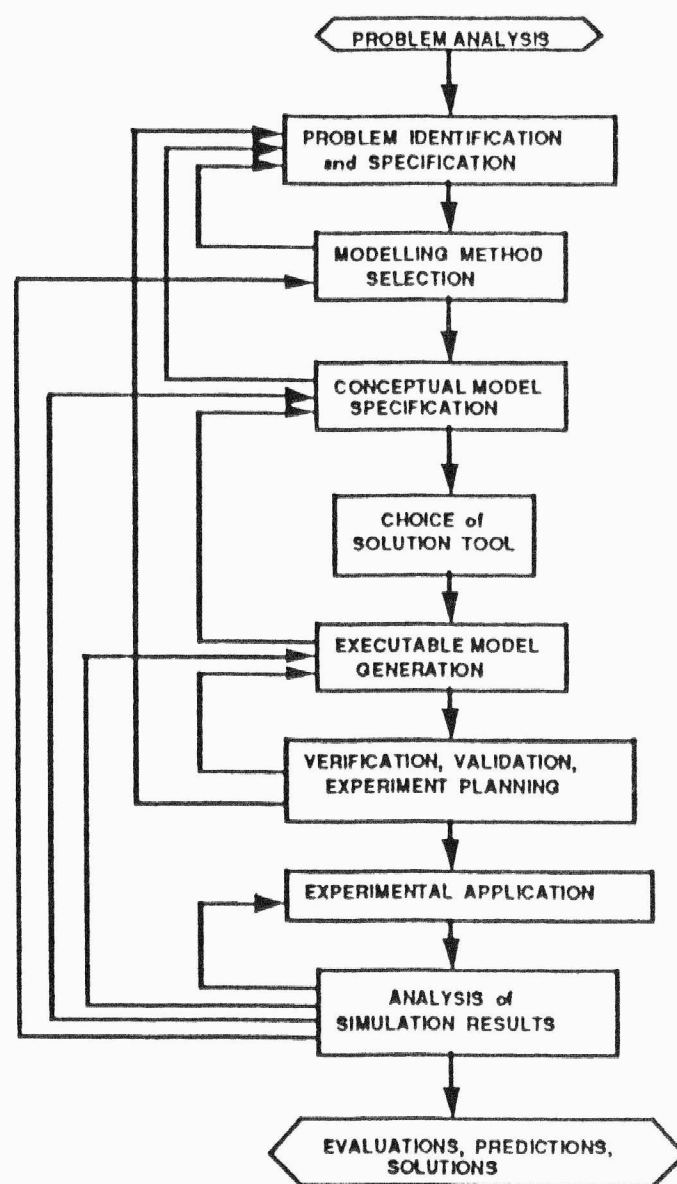 PROBLEM ANALYSIS
PROBLEM IDENTIFICATION
and SPECIFICATION
MODELLING METHOD
SELECTION
CONCEPTUAL MODEL
SPECIFICATION
CHOICE of
SOLUTION TOOL
EXECUTABLE MODEL
GENERATION
VERIFICATION, VALIDATION,
EXPERIMENT PLANNING
EXPERIMENTAL APPLICATION
ANALYSIS of
SIMULATION RESULTS
EVALUATIONS, PREDICTIONS,
SOLUTIONS